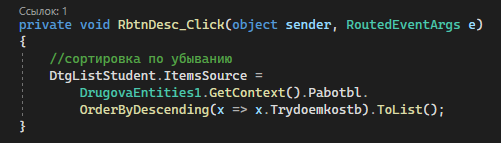 Ссылок: 1
private void RbtnDesc_Click(object sender, RoutedEventArgs e)
{
//сортировка по убыванию
DtgListStudent.ItemsSource =
DrugovaEntities1.GetContext().Pabotbl.
OrderByDescending(x => x.Trydoemkostb).ToList();
}